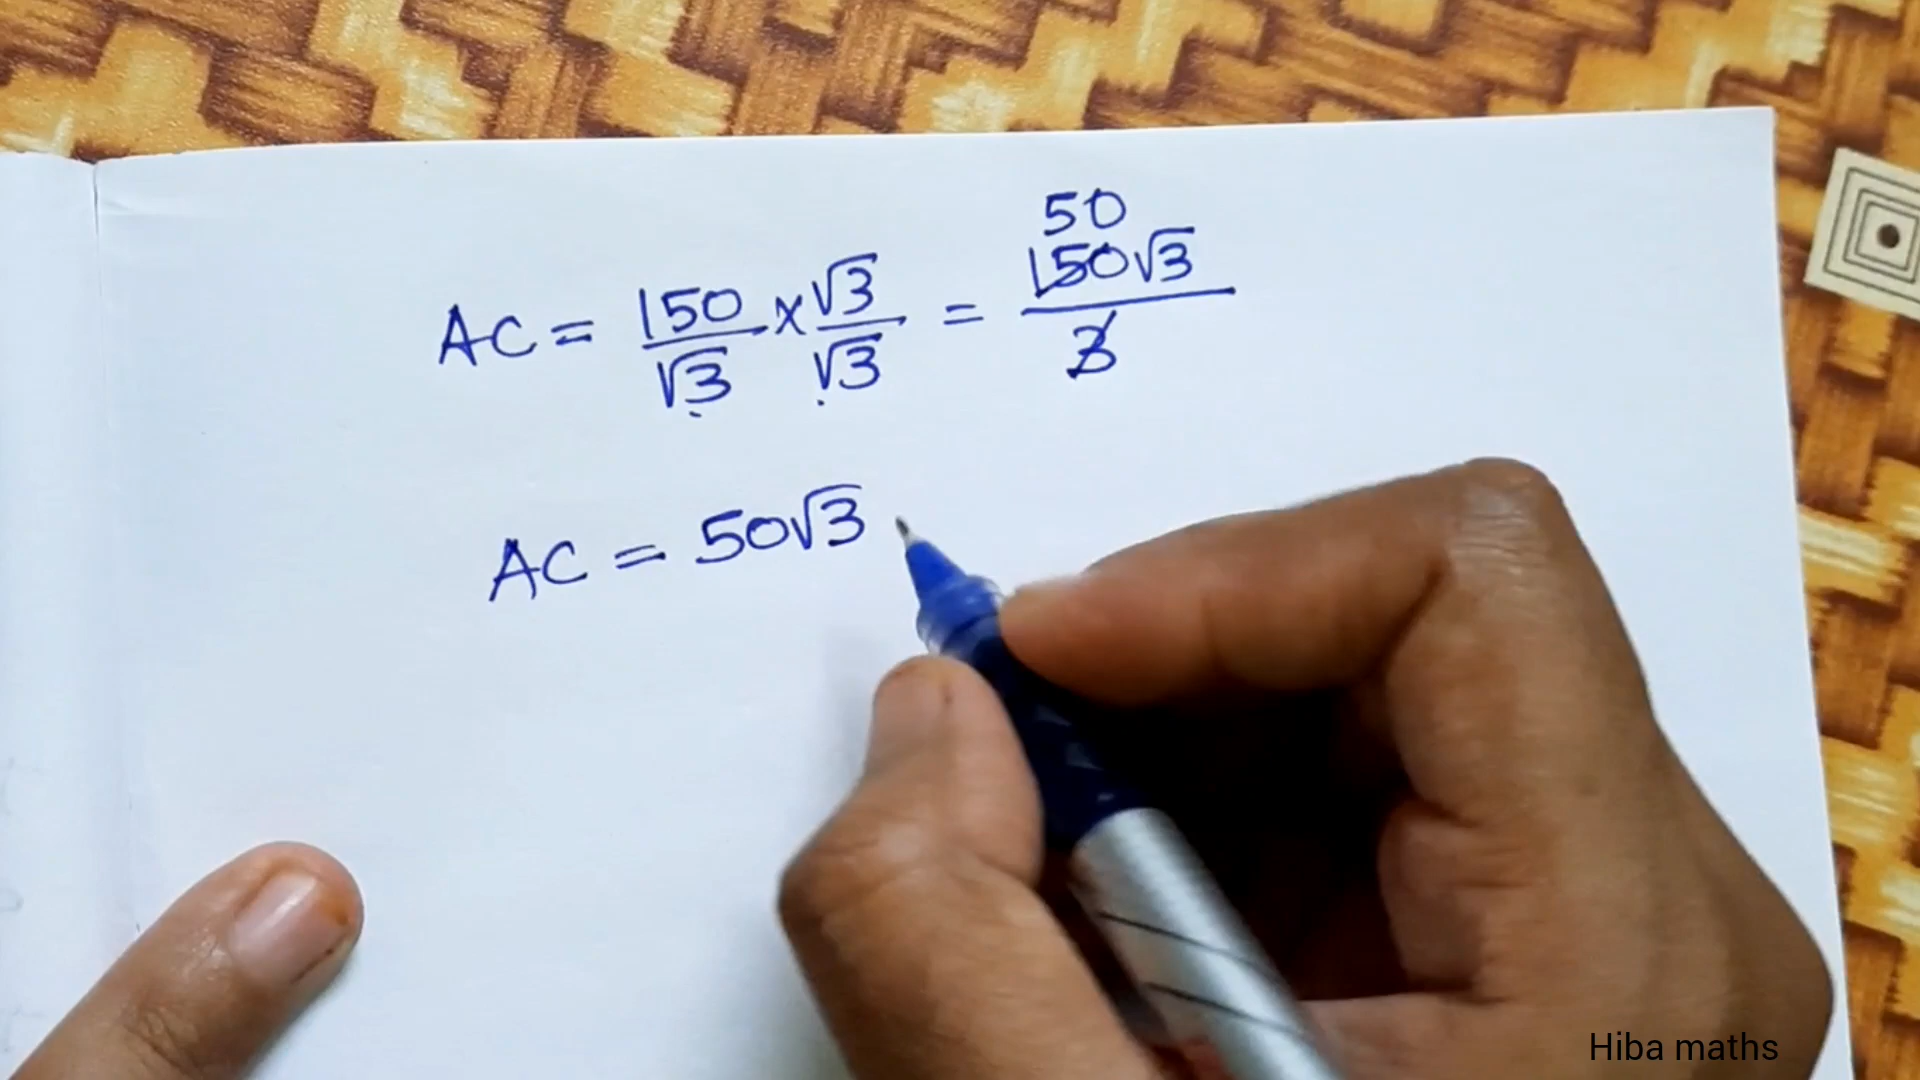 AC = 150/√3 × √3/√3 = 50 150√3/3
AC = 50√3
Hiba maths